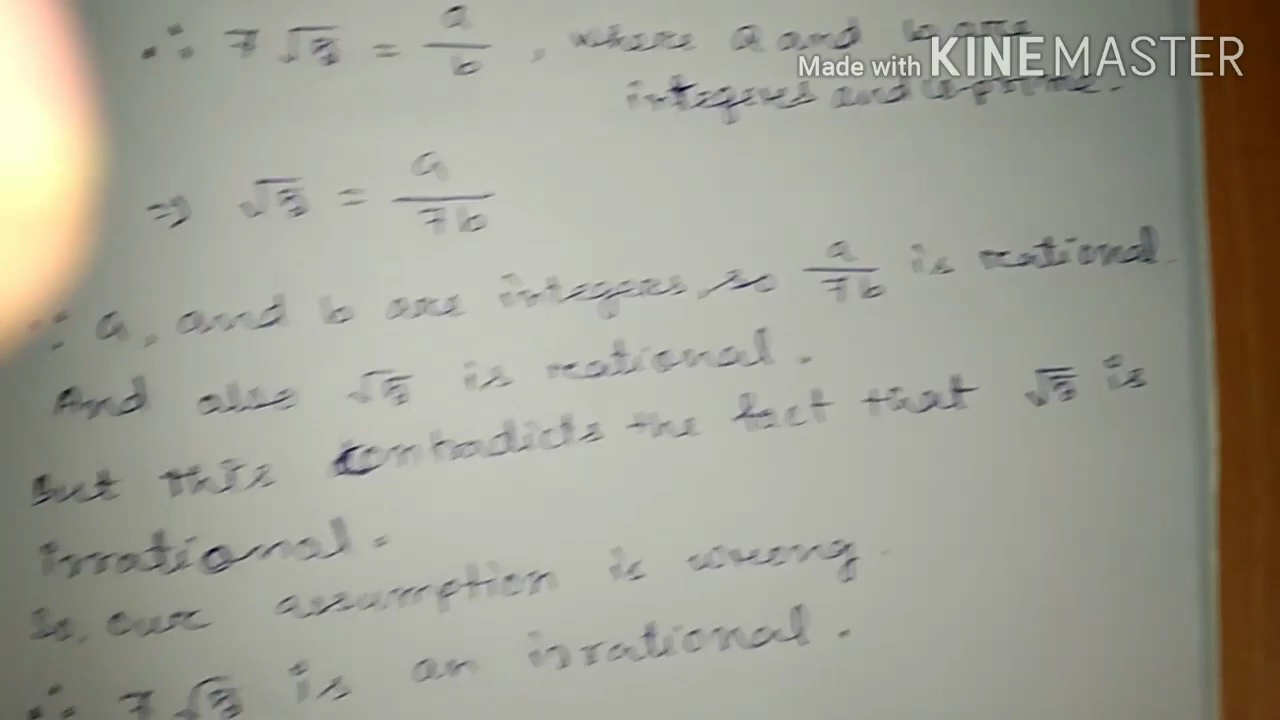 ∴ 7√3 = a/b , where a and b are
Made with KINEMASTER
integers and coprime.
⇒ √3 = a/7b
∵ a, and b are integers, so a/7b is rational
And also √3 is rational.
But this contradicts the fact that √3 is
irrational.
So, our assumption is wrong.
∴ 7√3 is an irrational.